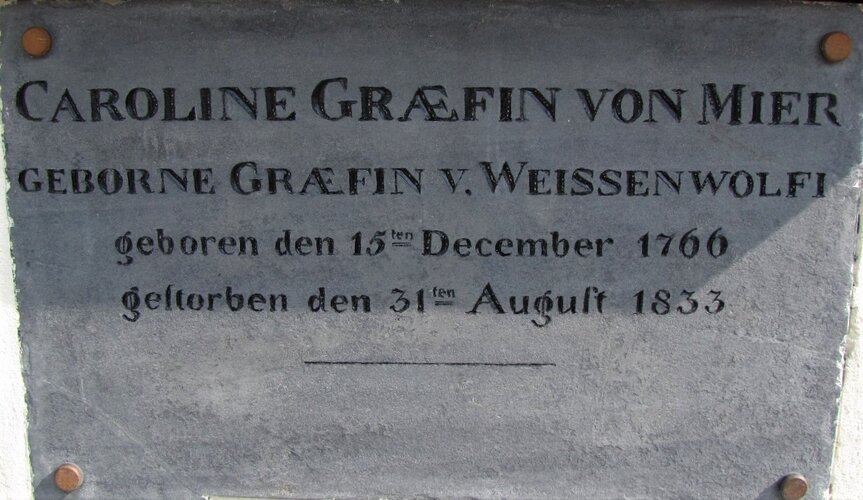 CAROLINE GRÆFIN VON MIER
GEBORNE GRÆFIN V. WEISSENWOLFF
geboren den 15ten December 1766
geſtorben den 31ten Auguſt 1833